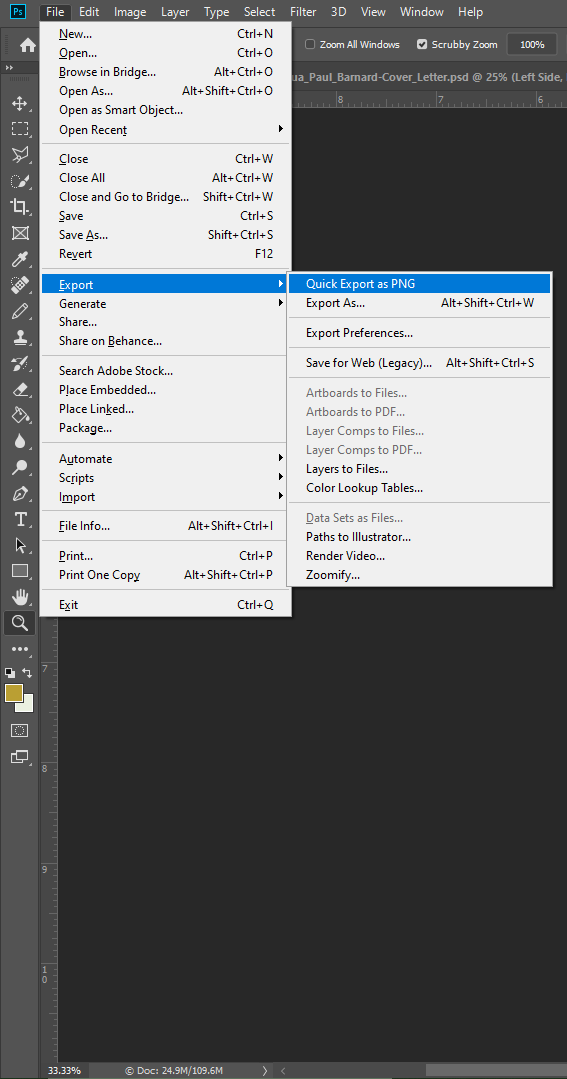 Ps File Edit Image Layer Type Select Filter 3D View Window Help
Zoom All Windows Scrubby Zoom 100%
ua_Paul_Barnard-Cover_Letter.psd @ 25% (Left Side,
8 7 6
New... Ctrl+N
Open... Ctrl+O
Browse in Bridge... Alt+Ctrl+O
Open As... Alt+Shift+Ctrl+O
Open as Smart Object...
Open Recent
Close Ctrl+W
Close All Alt+Ctrl+W
Close and Go to Bridge... Shift+Ctrl+W
Save Ctrl+S
Save As... Shift+Ctrl+S
Revert F12
Export
Generate
Share...
Share on Behance...
Search Adobe Stock...
Place Embedded...
Place Linked...
Package...
Automate
Scripts
Import
File Info... Alt+Shift+Ctrl+I
Print... Ctrl+P
Print One Copy Alt+Shift+Ctrl+P
Exit Ctrl+Q
Quick Export as PNG
Export As... Alt+Shift+Ctrl+W
Export Preferences...
Save for Web (Legacy)... Alt+Shift+Ctrl+S
Artboards to Files...
Artboards to PDF...
Layer Comps to Files...
Layer Comps to PDF...
Layers to Files...
Color Lookup Tables...
Data Sets as Files...
Paths to Illustrator...
Render Video...
Zoomify...
7
8
9
1
0
33.33% © Doc: 24.9M/109.6M